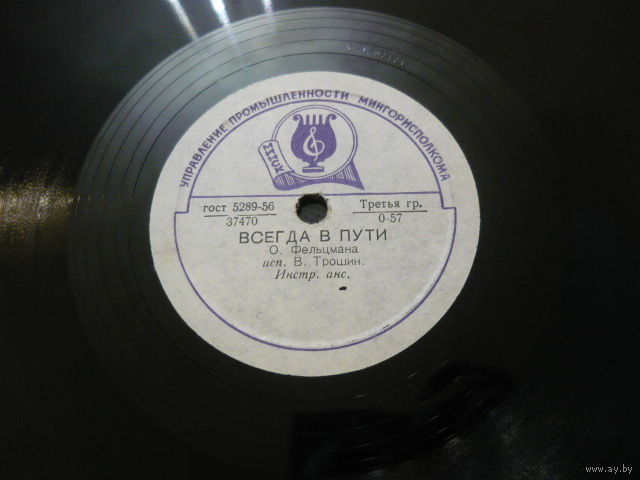 УПРАВЛЕНИЕ ПРОМЫШЛЕННОСТИ МИНГОРИСПОЛКОМА
гост 5289-56
37470
Третья гр.
0-57
ВСЕГДА В ПУТИ
О. Фельцмана
исп. В. Трошин.
Инстр. анс.
www.ay.by